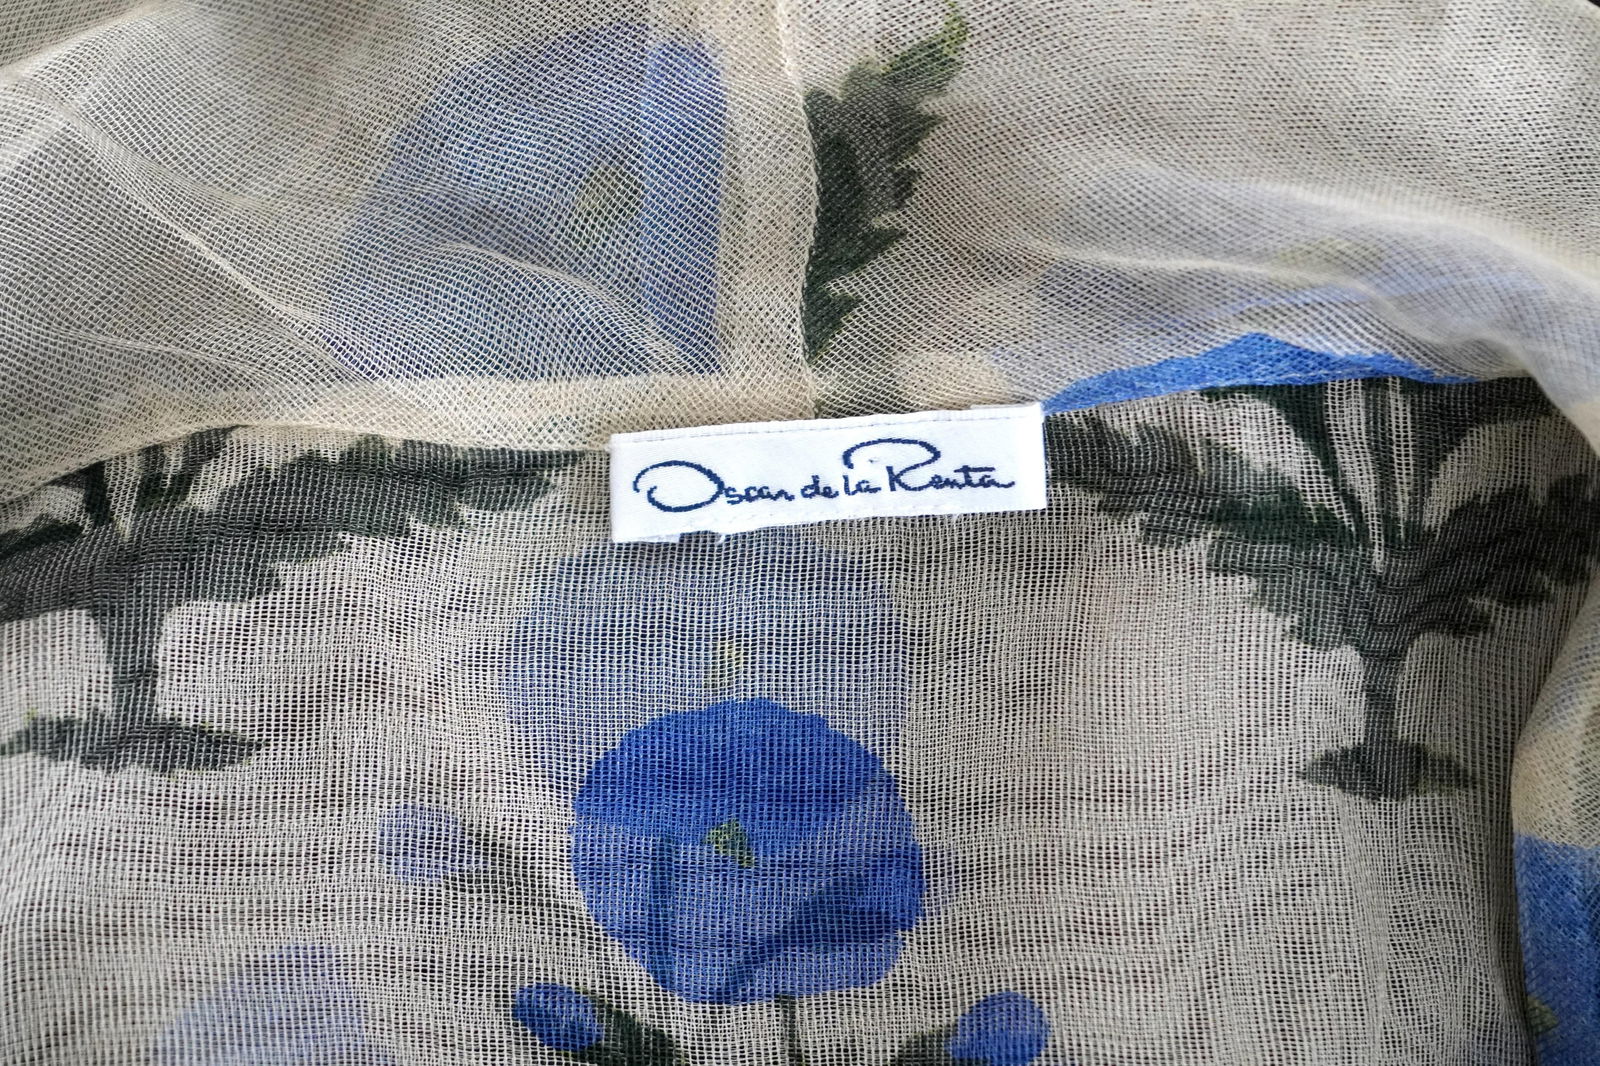 Oscar de la Renta